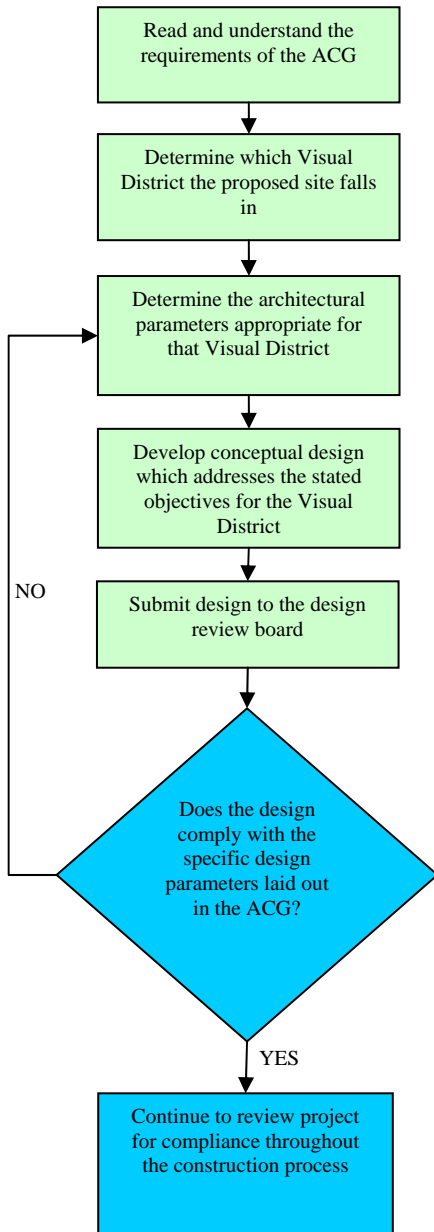 Read and understand the
requirements of the ACG
Determine which Visual
District the proposed site falls
in
Determine the architectural
parameters appropriate for
that Visual District
Develop conceptual design
which addresses the stated
objectives for the Visual
District
NO
Submit design to the design
review board
Does the design
comply with the
specific design
parameters laid out
in the ACG?
YES
Continue to review project
for compliance throughout
the construction process